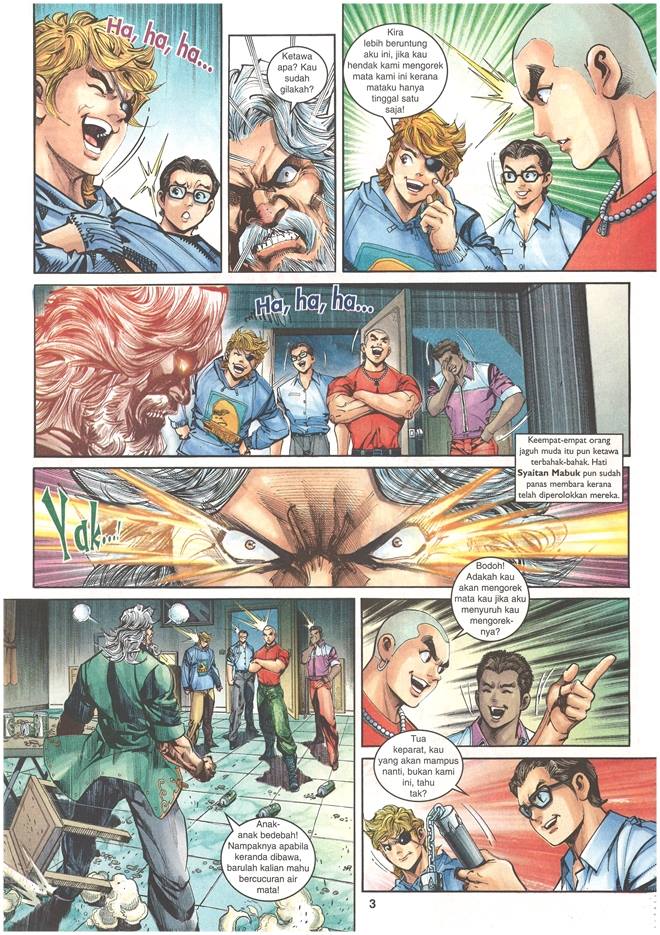 Ha, ha, ha...
Ketawa
apa? Kau
sudah
gilakah?
Kira
lebih beruntung
aku ini, jika kau
hendak kami mengorek
mata kami ini kerana
mataku hanya
tinggal satu
saja!
Ha, ha, ha...
Keempat-empat orang
jaguh muda itu pun ketawa
terbahak-bahak. Hati
Syaitan Mabuk pun sudah
panas membara kerana
telah diperolokkan mereka.
Yak...!
Bodoh!
Adakah kau
akan mengorek
mata kau jika aku
menyuruh kau
mengorek-
nya?
Anak-
anak bedebah!
Nampaknya apabila
keranda dibawa,
barulah kalian mahu
bercucuran air
mata!
Tua
keparat, kau
yang akan mampus
nanti, bukan kami
ini, tahu
tak?
3